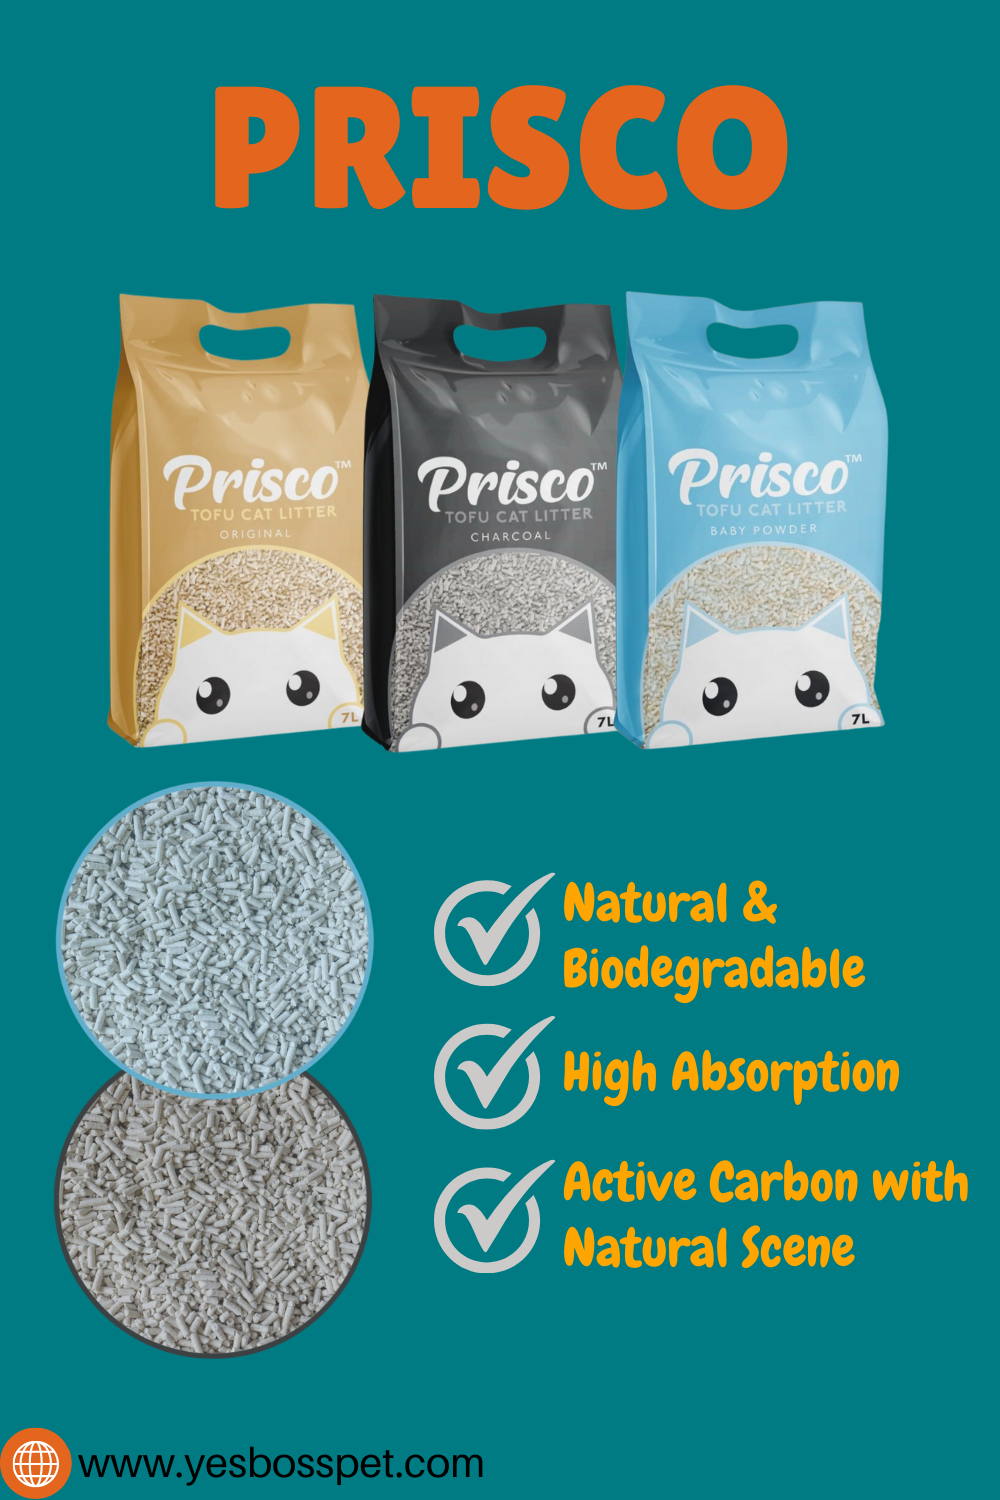 PRISCO
Prisco™
TOFU CAT LITTER
ORIGINAL
7L
Prisco™
TOFU CAT LITTER
CHARCOAL
7L
Prisco™
TOFU CAT LITTER
BABY POWDER
7L
Natural &
Biodegradable
High Absorption
Active Carbon with
Natural Scene
www.yesbosspet.com